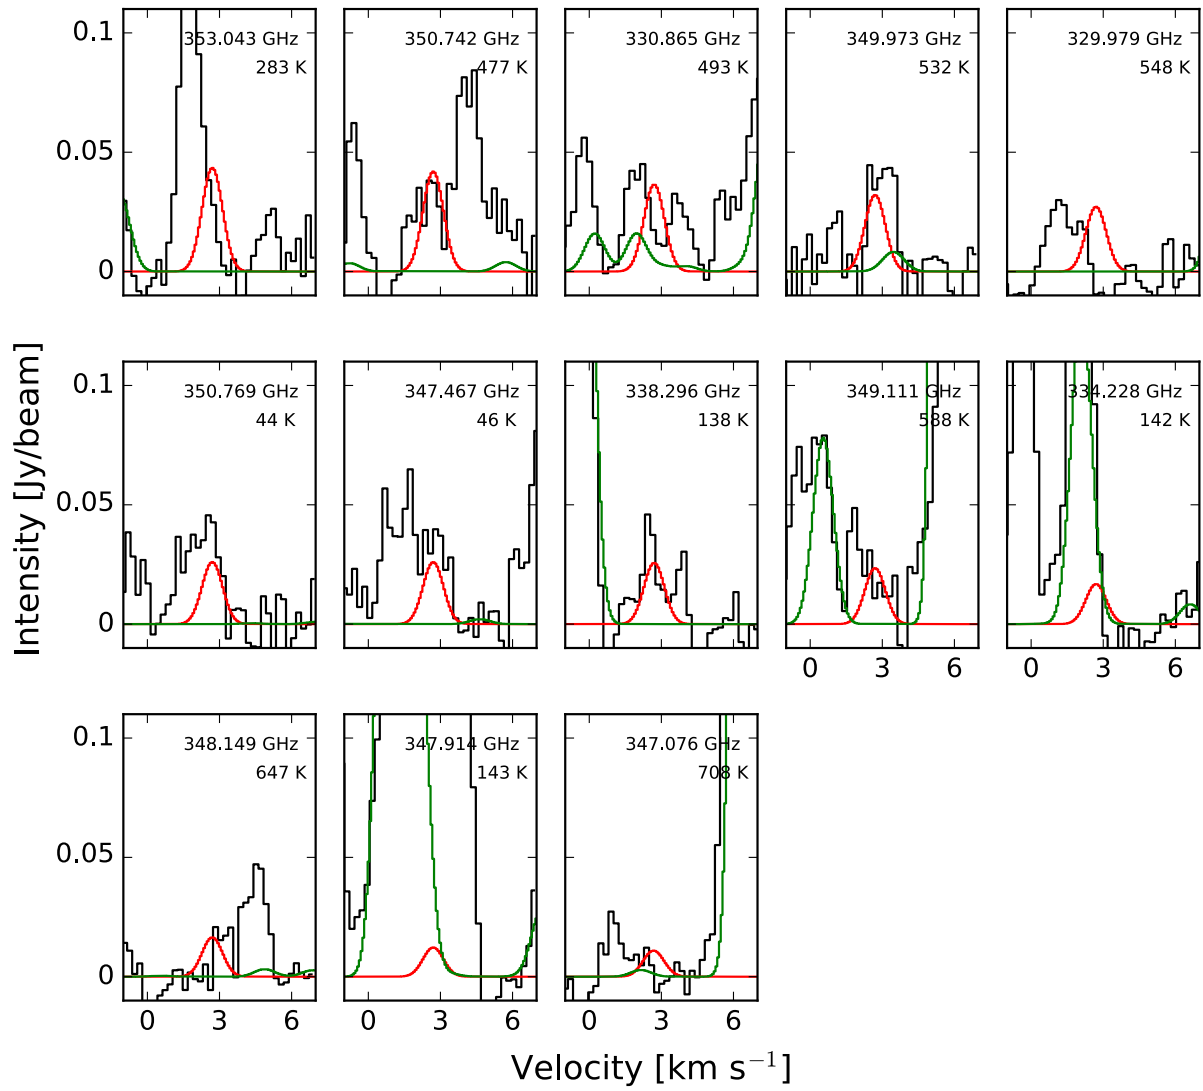 0.1
353.043 GHz
283 K
350.742 GHz
477 K
330.865 GHz
493 K
349.973 GHz
532 K
329.979 GHz
548 K
0.05
0
Intensity [Jy/beam]
0.1
350.769 GHz
44 K
347.467 GHz
46 K
338.296 GHz
138 K
349.111 GHz
588 K
334.228 GHz
142 K
0.05
0
0 3 6
0 3 6
0.1
348.149 GHz
647 K
347.914 GHz
143 K
347.076 GHz
708 K
0.05
0
0 3 6
0 3 6
0 3 6
Velocity [km s⁻¹]